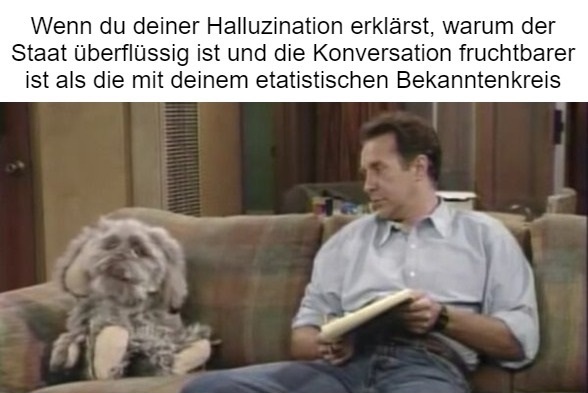 Wenn du deiner Halluzination erklärst, warum der
Staat überflüssig ist und die Konversation fruchtbarer
ist als die mit deinem etatistischen Bekanntenkreis